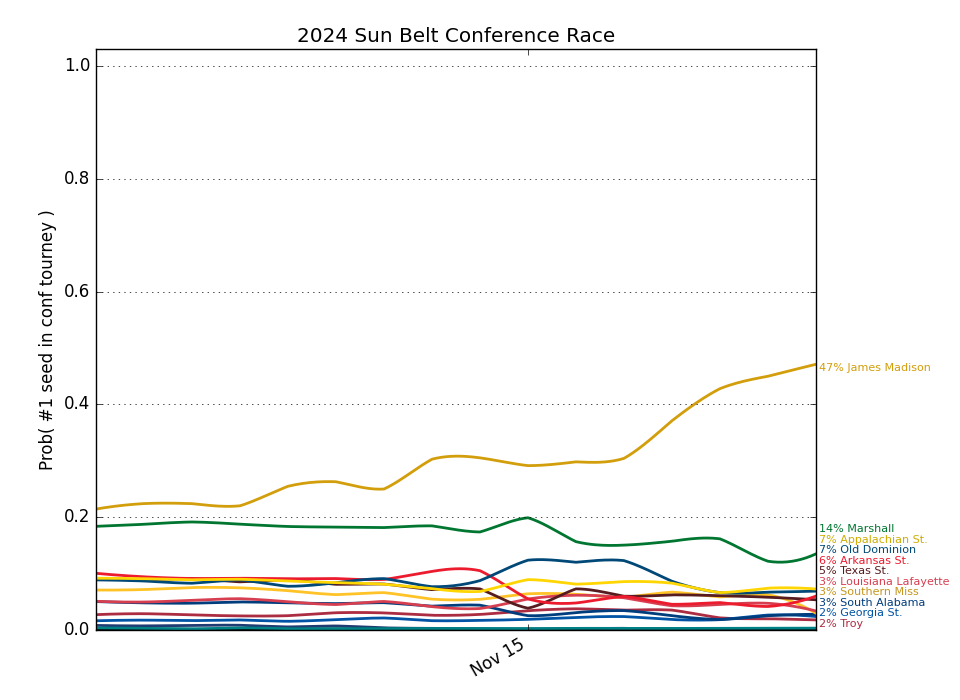 2024 Sun Belt Conference Race
Prob( #1 seed in conf tourney )
1.0
0.8
0.6
0.4
0.2
0.0
Nov 15
47% James Madison
14% Marshall
7% Appalachian St.
7% Old Dominion
6% Arkansas St.
5% Texas St.
3% Louisiana Lafayette
3% Southern Miss
3% South Alabama
2% Georgia St.
2% Troy